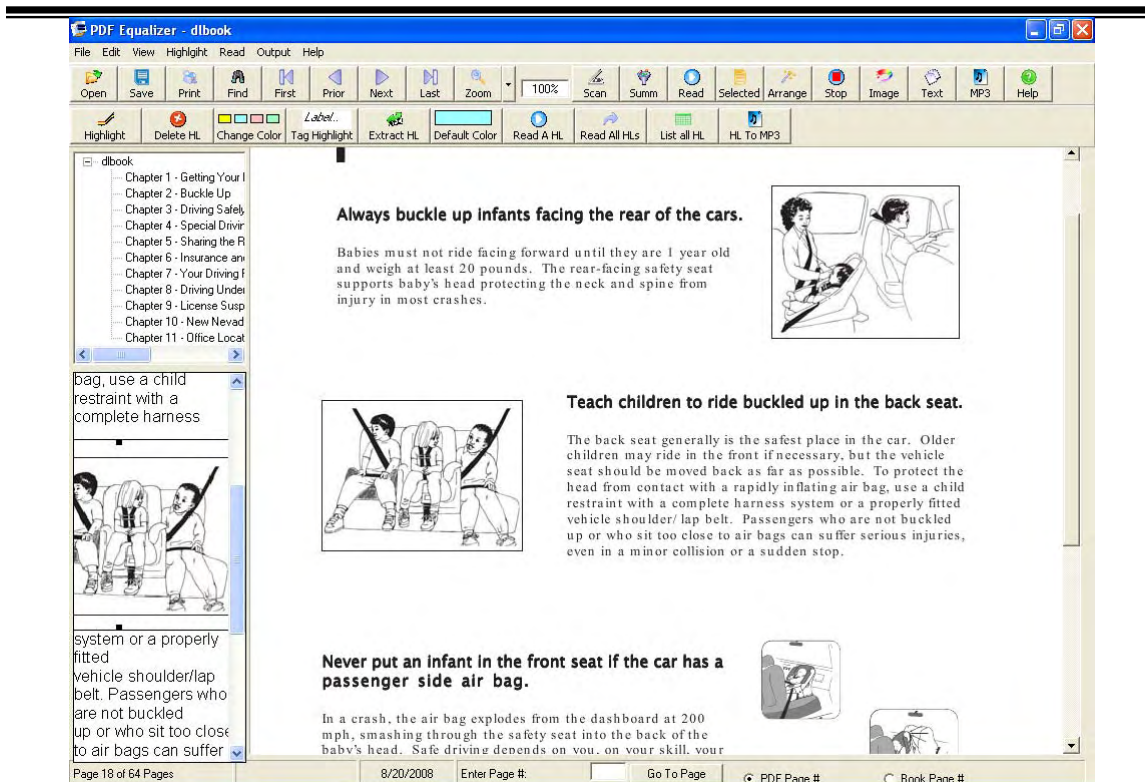 PDF Equalizer - dlbook
File Edit View Highlgiht Read Output Help
Open Save Print Find First Prior Next Last Zoom 100% Scan Summ Read Selected Arrange Stop Image Text MP3 Help
Highlight Delete HL Change Color Label.. Tag Highlight Extract HL Default Color Read A HL Read All HLs List all HL HL To MP3
dlbook
Chapter 1 - Getting Your
Chapter 2 - Buckle Up
Chapter 3 - Driving Safely
Chapter 4 - Special Drivin
Chapter 5 - Sharing the R
Chapter 6 - Insurance an
Chapter 7 - Your Driving
Chapter 8 - Driving Under
Chapter 9 - License Susp
Chapter 10 - New Nevad
Chapter 11 - Office Locat
bag, use a child
restraint with a
complete harness
system or a properly
fitted
vehicle shoulder/lap
belt. Passengers who
are not buckled
up or who sit too close
to air bags can suffer
Always buckle up infants facing the rear of the cars.
Babies must not ride facing forward until they are 1 year old
and weigh at least 20 pounds. The rear-facing safety seat
supports baby's head protecting the neck and spine from
injury in most crashes.
Teach children to ride buckled up in the back seat.
The back seat generally is the safest place in the car. Older
children may ride in the front if necessary, but the vehicle
seat should be moved back as far as possible. To protect the
head from contact with a rapidly inflating air bag, use a child
restraint with a complete harness system or a properly fitted
vehicle shoulder/ lap belt. Passengers who are not buckled
up or who sit too close to air bags can suffer serious injuries,
even in a minor collision or a sudden stop.
Never put an infant in the front seat if the car has a
passenger side air bag.
In a crash, the air bag explodes from the dashboard at 200
mph, smashing through the safety seat into the back of the
baby's head. Safe driving depends on you, on your skill, your
Page 18 of 64 Pages 8/20/2008 Enter Page #: Go To Page PDF Page # Book Page #